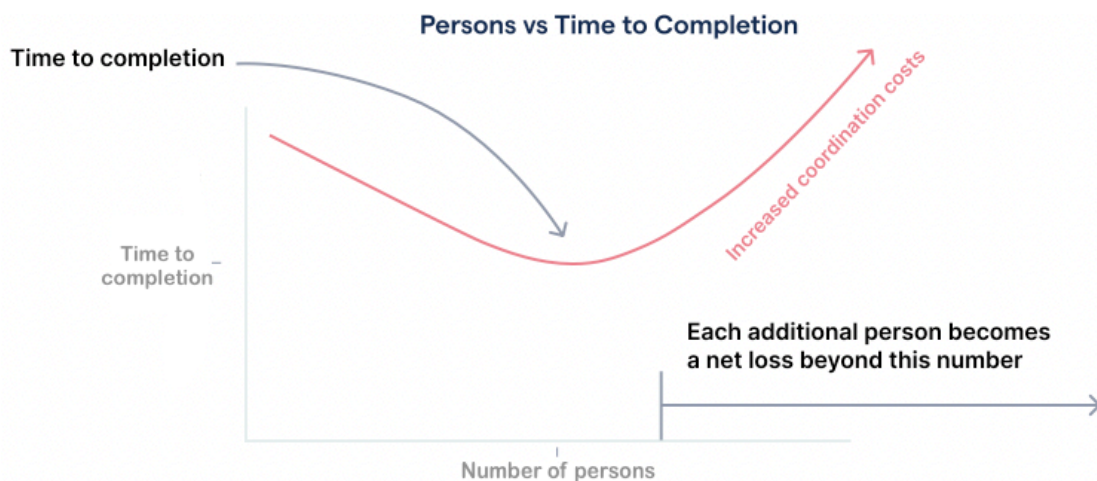 Persons vs Time to Completion
Time to completion
Increased coordination costs
Time to
completion
Each additional person becomes
a net loss beyond this number
Number of persons